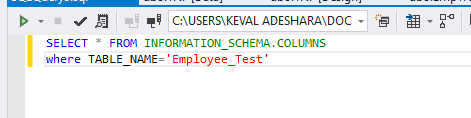 C:\USERS\KEVAL ADESHARA\DOC
SELECT * FROM INFORMATION_SCHEMA.COLUMNS
where TABLE_NAME='Employee_Test'